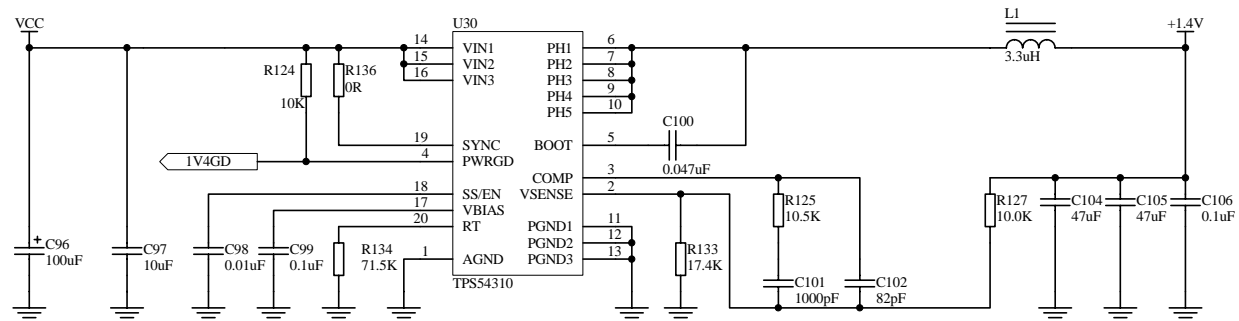 VCC
U30
L1
+1.4V
14
VIN1
PH1
6
15
VIN2
PH2
7
3.3uH
R124
R136
0R
16
VIN3
PH3
8
PH4
9
10K
PH5
10
C100
19
SYNC
BOOT
5
1V4GD
4
PWRGD
0.047uF
COMP
3
18
SS/EN
VSENSE
2
R125
10.5K
R127
10.0K
C104
47uF
C105
47uF
C106
0.1uF
17
VBIAS
20
RT
PGND1
11
PGND2
12
PGND3
13
+
C96
100uF
C97
10uF
C98
0.01uF
C99
0.1uF
R134
71.5K
1
AGND
R133
17.4K
TPS54310
C101
1000pF
C102
82pF